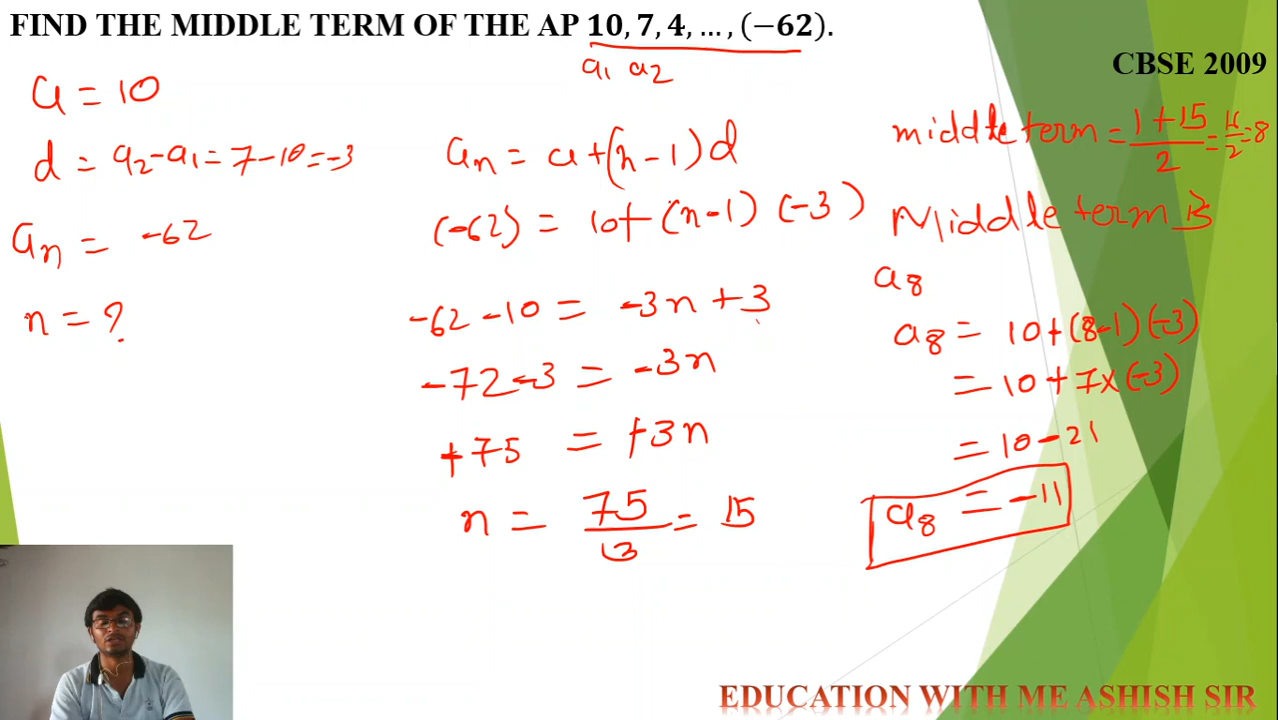 FIND THE MIDDLE TERM OF THE AP 10, 7, 4, ... , (−62).
a₁ a₂
CBSE 2009
a = 10
d = a₂-a₁ = 7-10 = -3
aₙ = -62
n = ?
aₙ = a+(n-1)d
(-62) = 10+(n-1)(-3)
-62-10 = -3n+3
-72-3 = -3n
+75 = +3n
n = 75/3 = 15
middle term = 1+15/2 = 16/2 = 8
Middle term is
a₈
a₈ = 10+(8-1)(-3)
= 10+7×(-3)
= 10-21
a₈ = -11
EDUCATION WITH ME ASHISH SIR